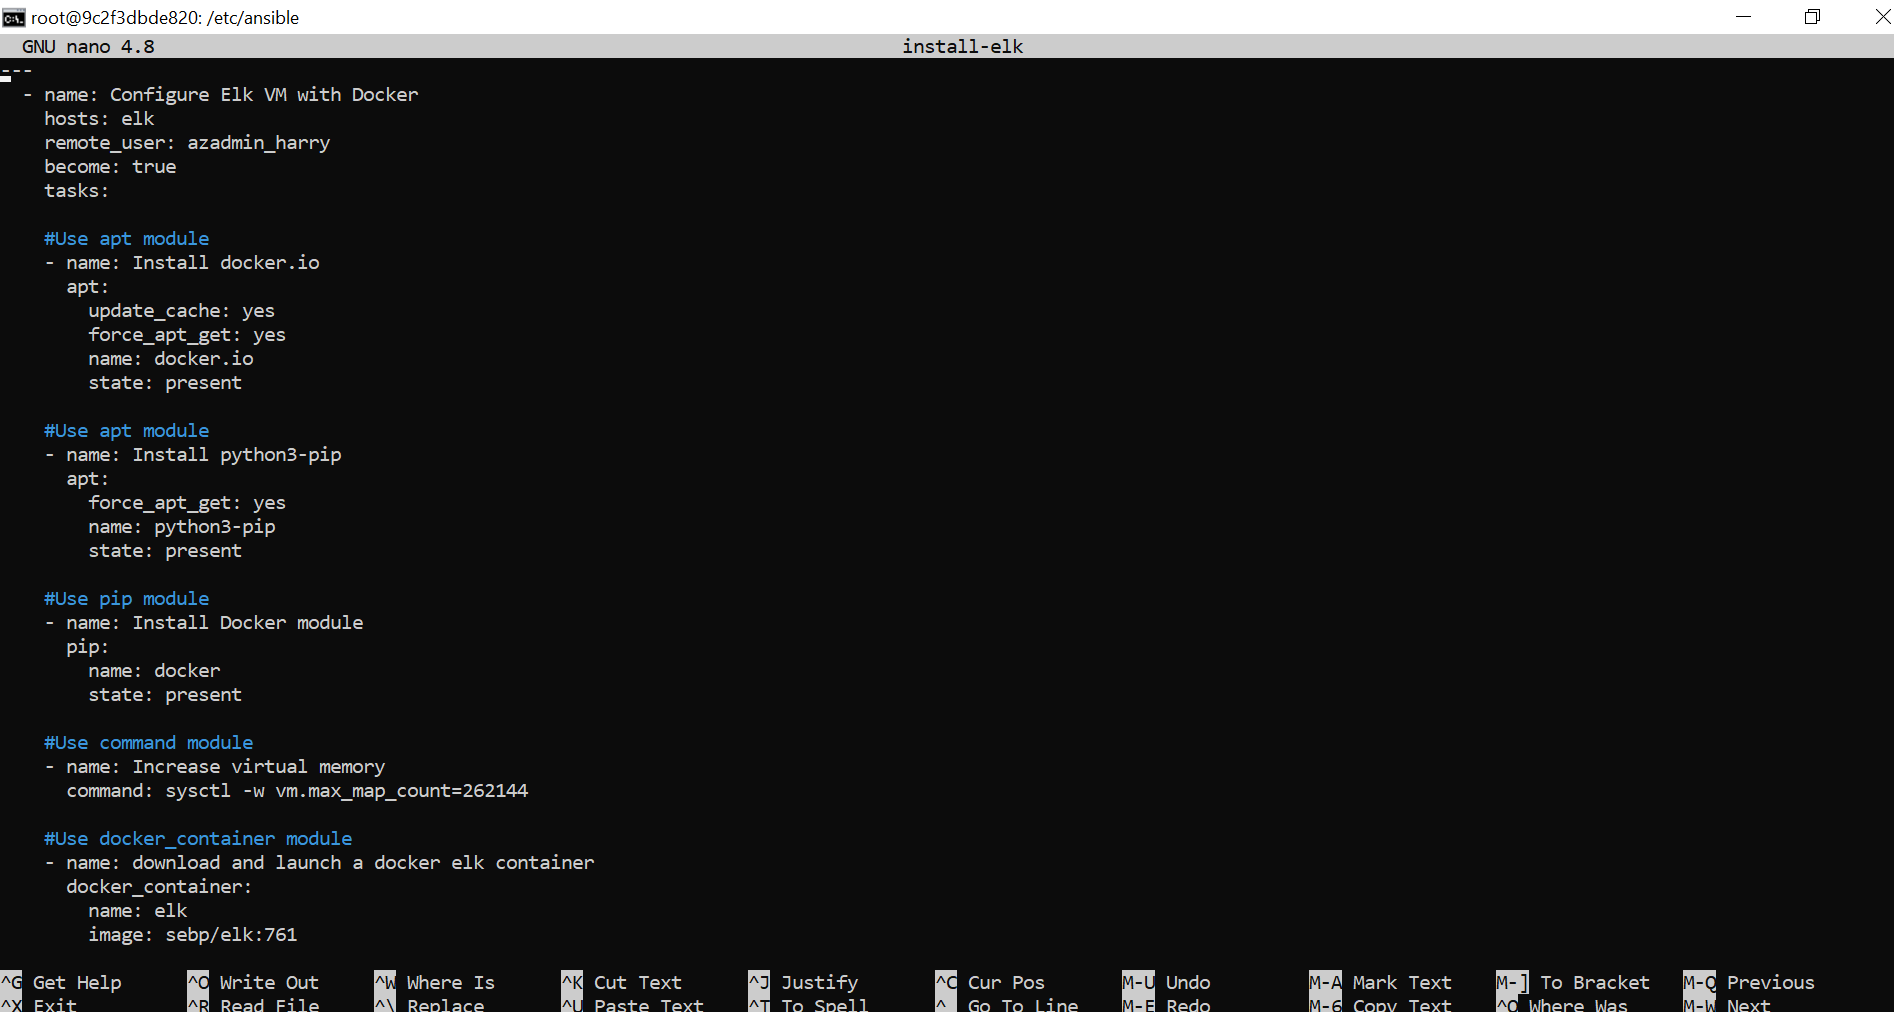 root@9c2f3dbde820: /etc/ansible
GNU nano 4.8 install-elk
---
- name: Configure Elk VM with Docker
hosts: elk
remote_user: azadmin_harry
become: true
tasks:
#Use apt module
- name: Install docker.io
apt:
update_cache: yes
force_apt_get: yes
name: docker.io
state: present
#Use apt module
- name: Install python3-pip
apt:
force_apt_get: yes
name: python3-pip
state: present
#Use pip module
- name: Install Docker module
pip:
name: docker
state: present
#Use command module
- name: Increase virtual memory
command: sysctl -w vm.max_map_count=262144
#Use docker_container module
- name: download and launch a docker elk container
docker_container:
name: elk
image: sebp/elk:761
^G Get Help ^O Write Out ^W Where Is ^K Cut Text ^J Justify ^C Cur Pos M-U Undo M-A Mark Text M-] To Bracket M-Q Previous
^X Exit ^R Read File ^\ Replace ^U Paste Text ^T To Spell ^_ Go To Line M-E Redo M-6 Copy Text ^Q Where Was M-W Next